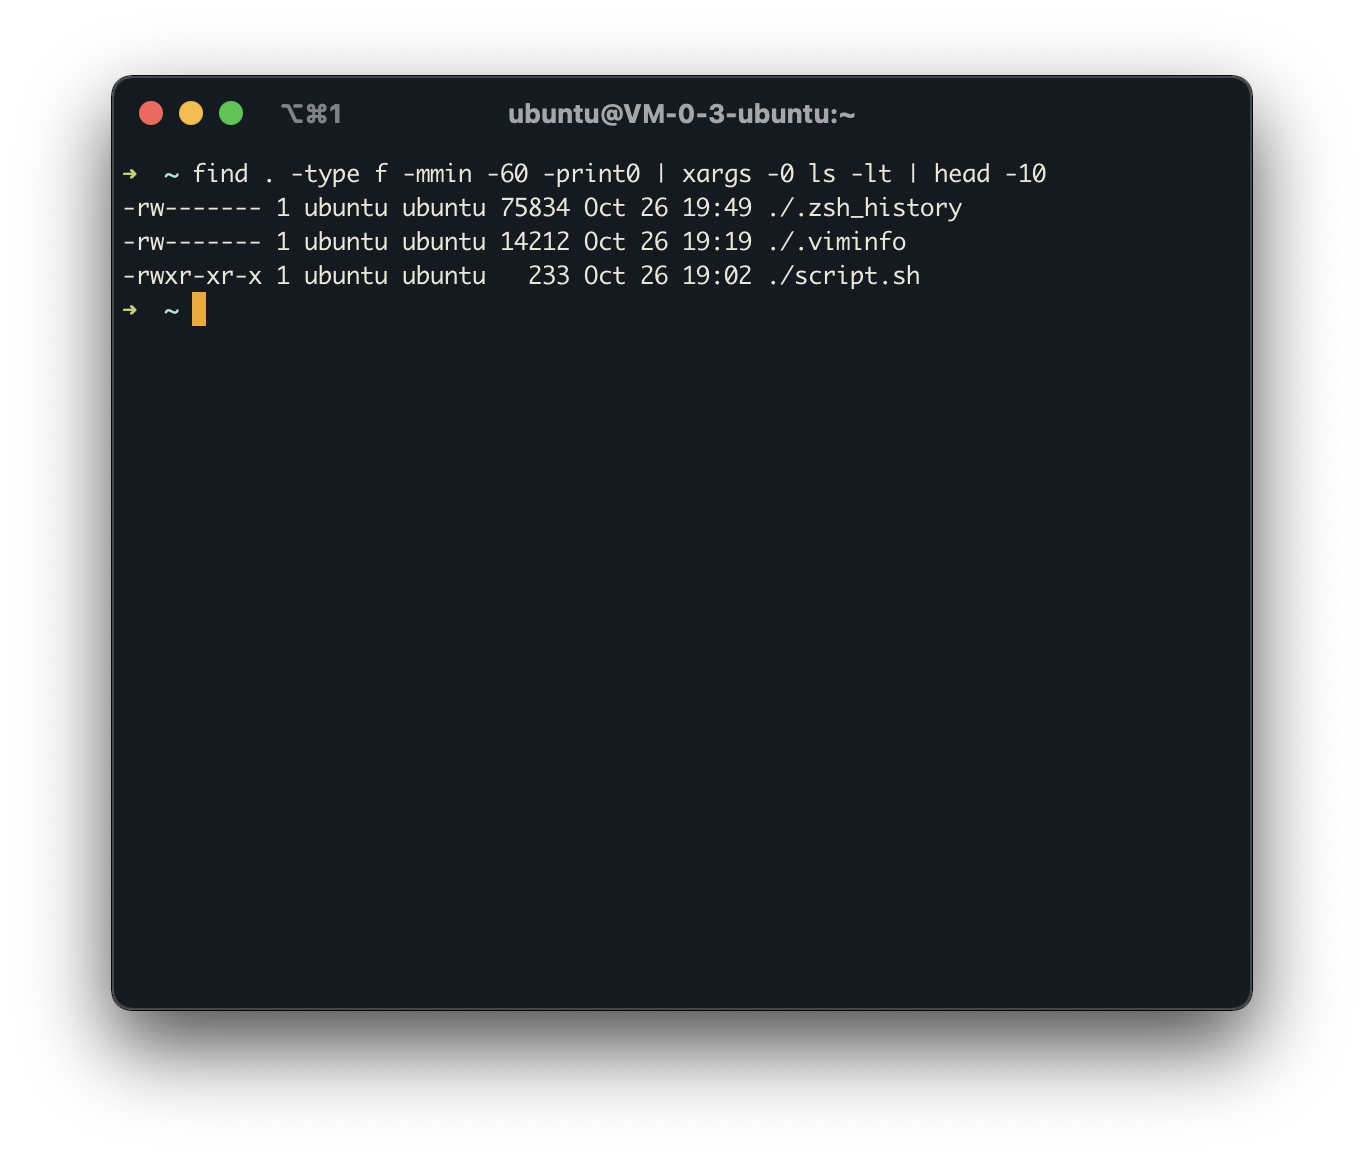 ⌥⌘1 ubuntu@VM-0-3-ubuntu:~
➜  ~ find . -type f -mmin -60 -print0 | xargs -0 ls -lt | head -10
-rw------- 1 ubuntu ubuntu 75834 Oct 26 19:49 ./.zsh_history
-rw------- 1 ubuntu ubuntu 14212 Oct 26 19:19 ./.viminfo
-rwxr-xr-x 1 ubuntu ubuntu   233 Oct 26 19:02 ./script.sh
➜  ~